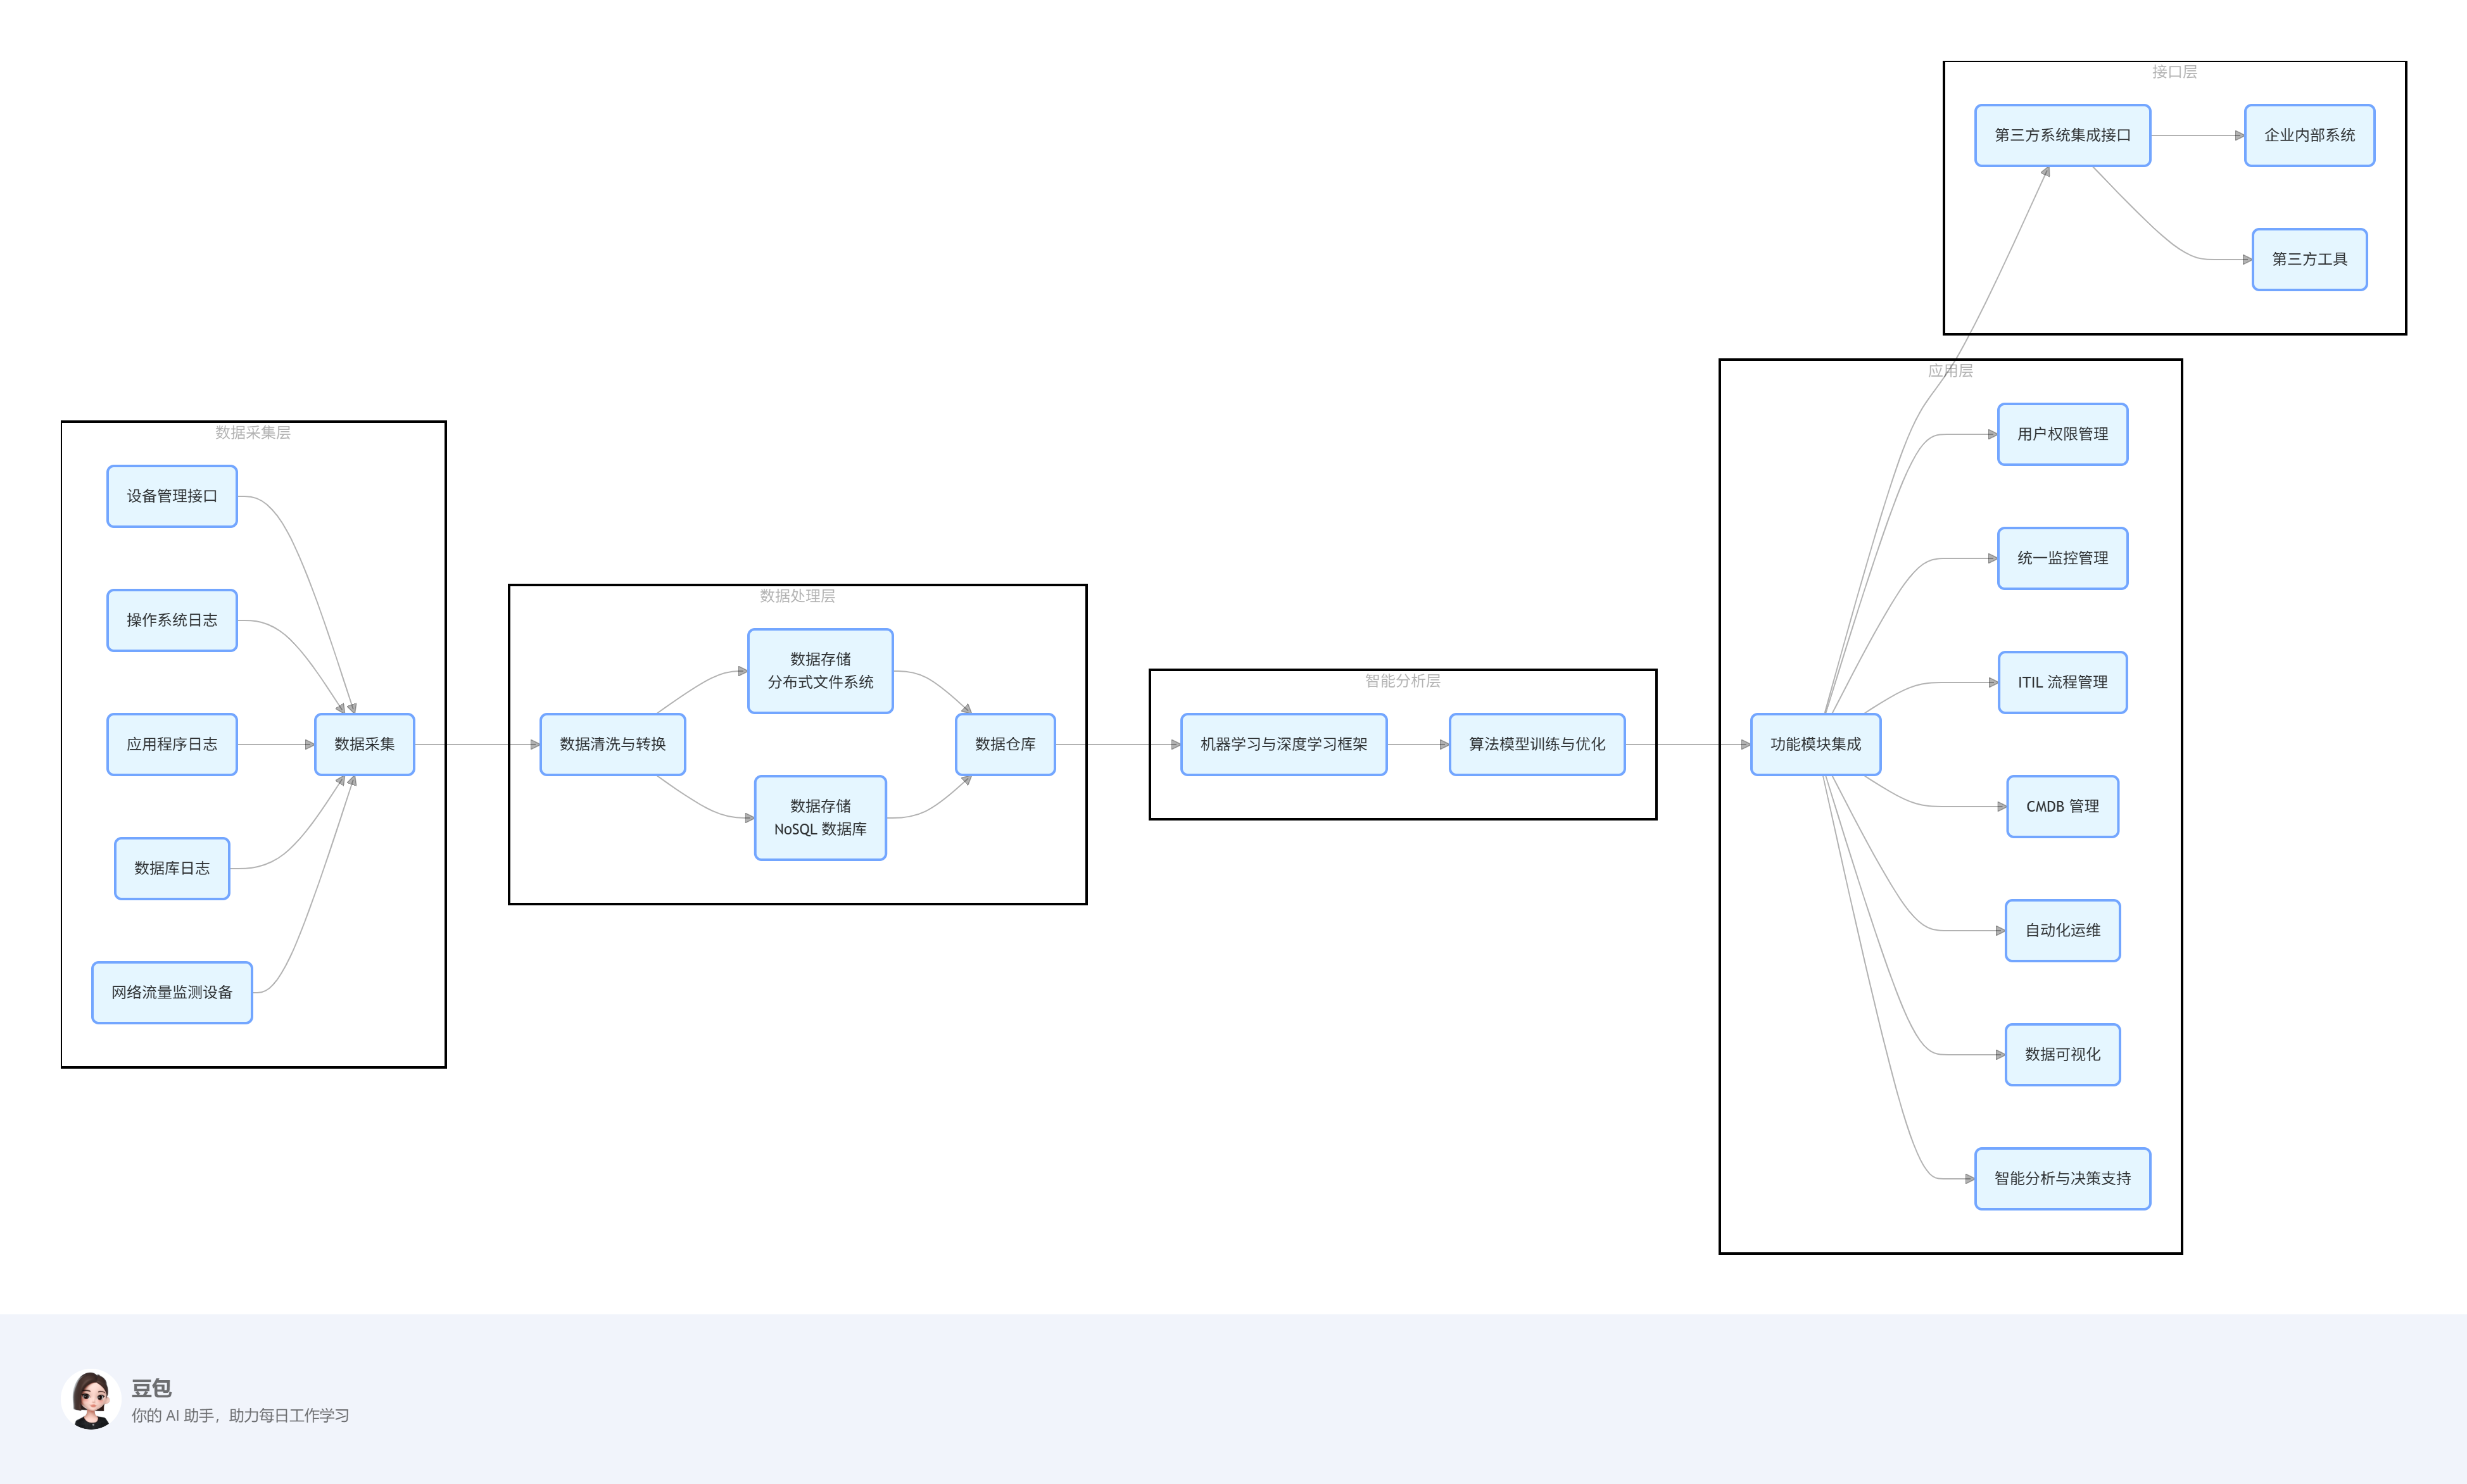 数据采集层
设备管理接口
操作系统日志
应用程序日志
数据库日志
网络流量监测设备
数据采集
数据处理层
数据清洗与转换
数据存储
分布式文件系统
数据存储
NoSQL 数据库
数据仓库
智能分析层
机器学习与深度学习框架
算法模型训练与优化
应用层
功能模块集成
用户权限管理
统一监控管理
ITIL 流程管理
CMDB 管理
自动化运维
数据可视化
智能分析与决策支持
接口层
第三方系统集成接口
企业内部系统
第三方工具
豆包
你的 AI 助手，助力每日工作学习